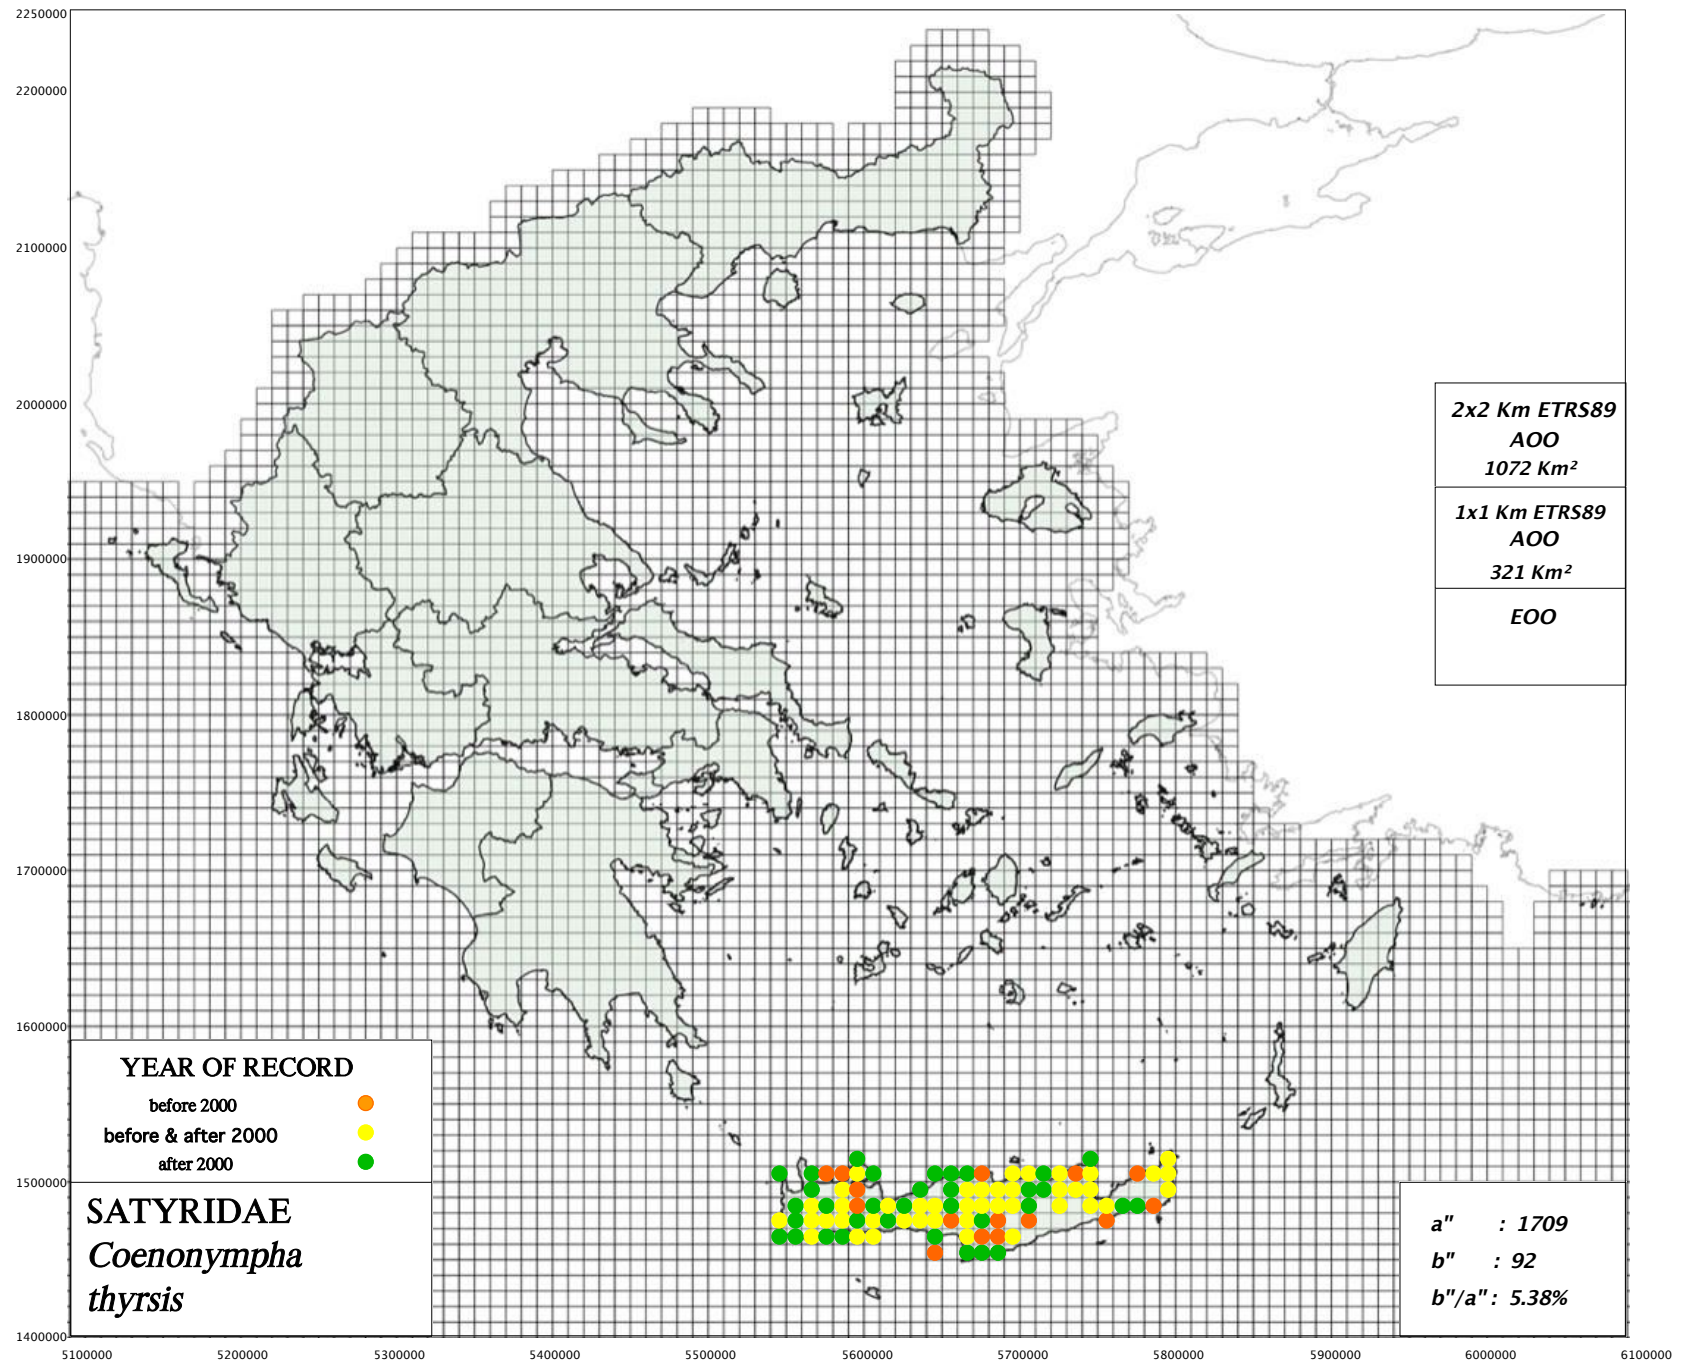 2250000
2200000
2100000
2000000
1900000
1800000
1700000
1600000
1500000
1400000
2x2 Km ETRS89
AOO
1072 Km²
1x1 Km ETRS89
AOO
321 Km²
EOO
YEAR OF RECORD
before 2000
before & after 2000
after 2000
SATYRIDAE
Coenonympha
thyrsis
a" : 1709
b" : 92
b"/a" : 5.38%
5100000 5200000 5300000 5400000 5500000 5600000 5700000 5800000 5900000 6000000 6100000